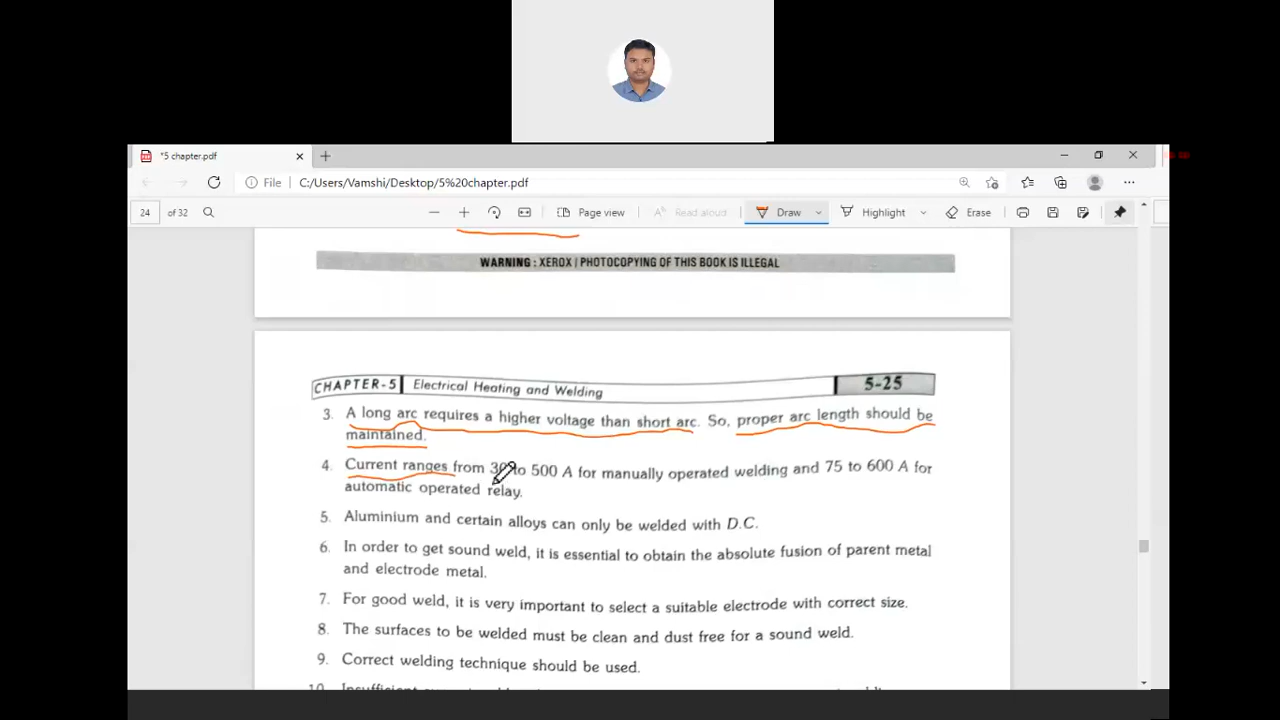 *5 chapter.pdf
File C:/Users/Vamshi/Desktop/5%20chapter.pdf
24 of 32 Page view Read aloud Draw Highlight Erase
WARNING : XEROX | PHOTOCOPYING OF THIS BOOK IS ILLEGAL
CHAPTER-5 Electrical Heating and Welding 5-25
3. A long arc requires a higher voltage than short arc. So, proper arc length should be
maintained.
4. Current ranges from to 500 A for manually operated welding and 75 to 600 A for
automatic operated relay.
5. Aluminium and certain alloys can only be welded with D.C.
6. In order to get sound weld, it is essential to obtain the absolute fusion of parent metal
and electrode metal.
7. For good weld, it is very important to select a suitable electrode with correct size.
8. The surfaces to be welded must be clean and dust free for a sound weld.
9. Correct welding technique should be used.